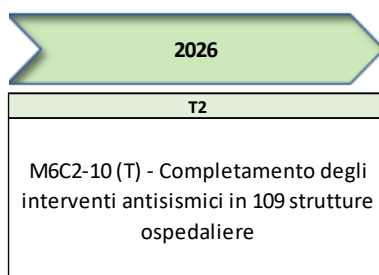 2026
T2
M6C2-10 (T) - Completamento degli
interventi antisismici in 109 strutture
ospedaliere